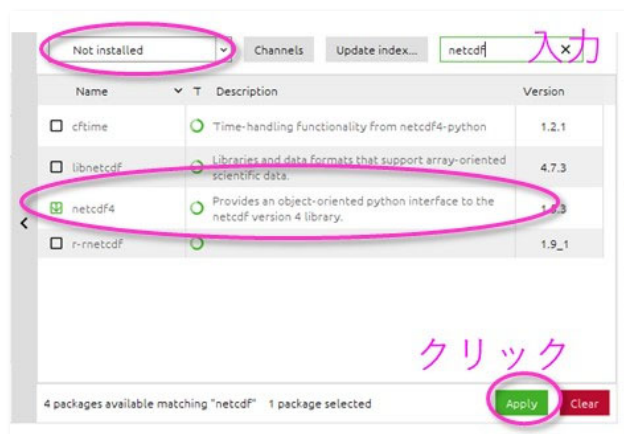 Not installed Channels Update index... netcdf 入力 X
Name T Description Version
cftime Time-handling functionality from netcdf4-python 1.2.1
libnetcdf Libraries and data formats that support array-oriented scientific data. 4.7.3
netcdf4 Provides an object-oriented python interface to the netcdf version 4 library.
r-rnetcdf 1.9_1
クリック
4 packages available matching "netcdf" 1 package selected Apply Clear